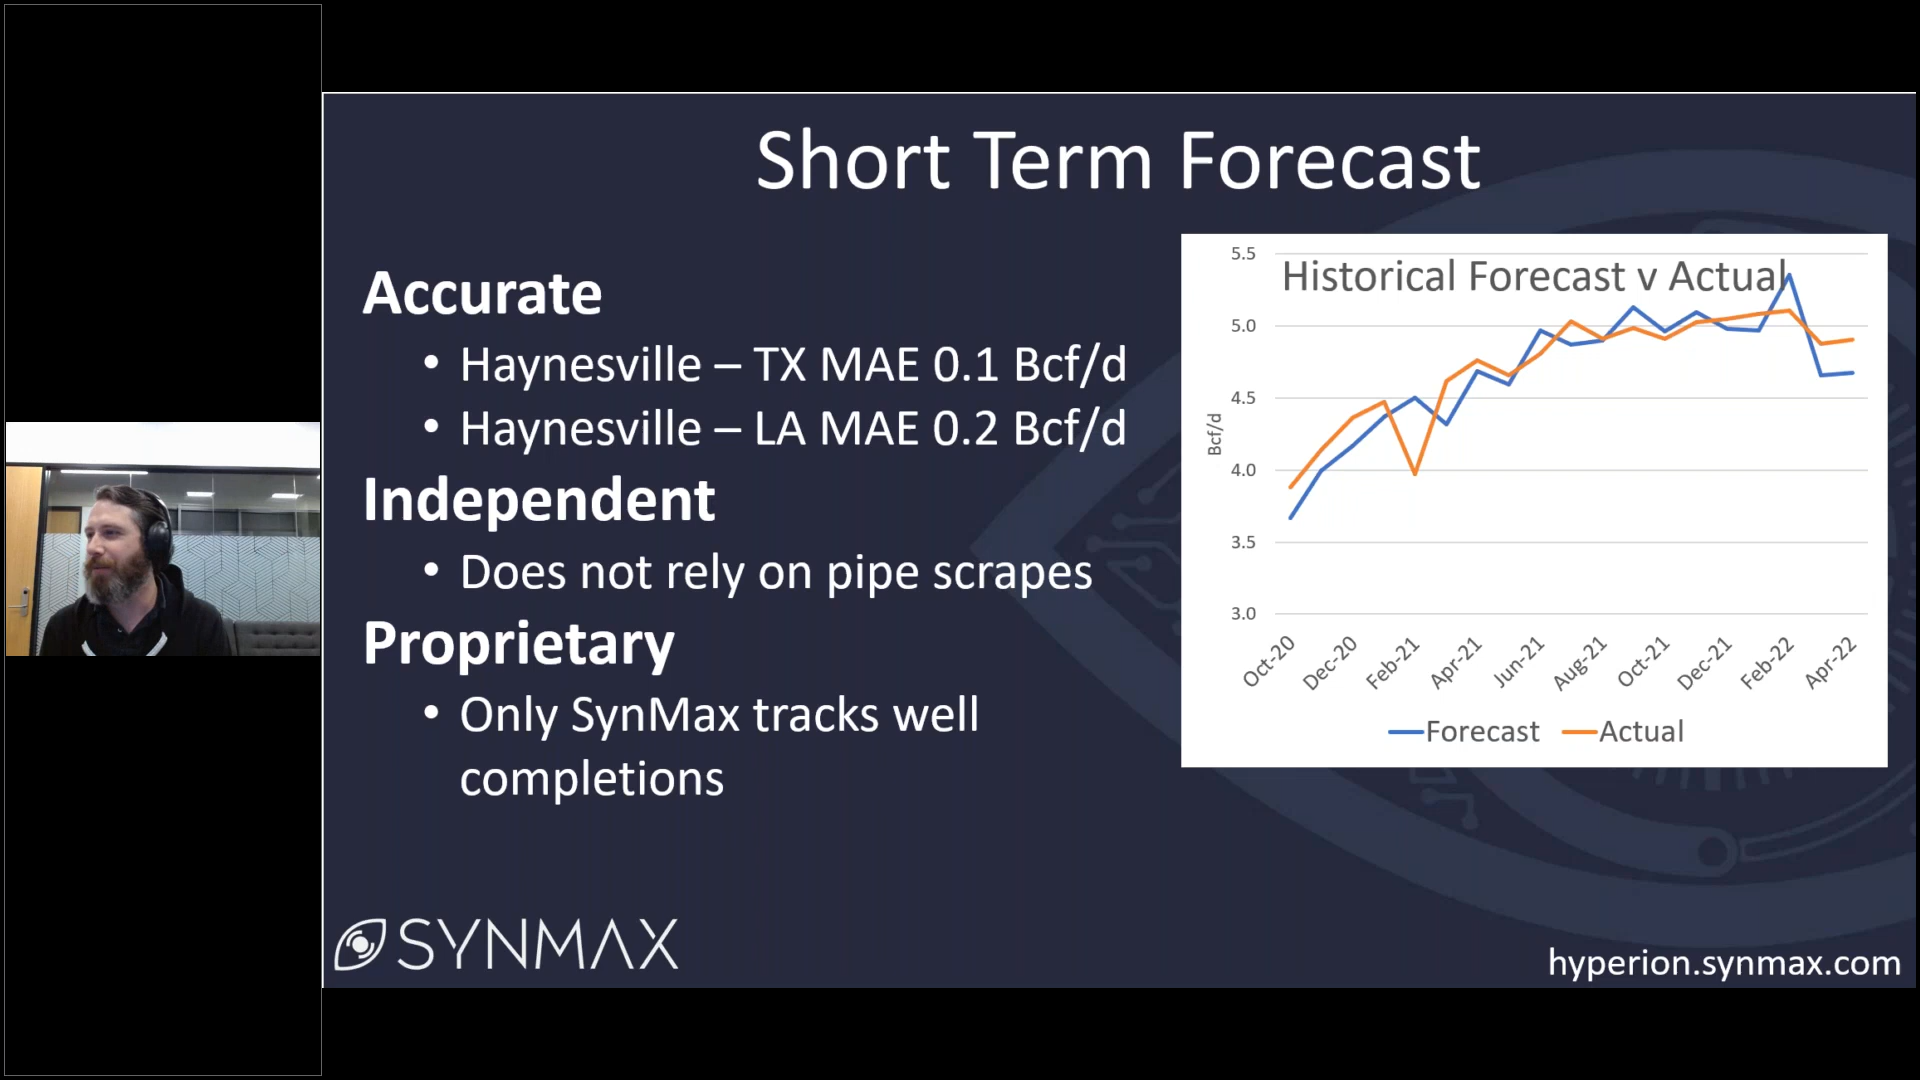 Short Term Forecast
Accurate
• Haynesville – TX MAE 0.1 Bcf/d
• Haynesville – LA MAE 0.2 Bcf/d
Independent
• Does not rely on pipe scrapes
Proprietary
• Only SynMax tracks well
completions
Historical Forecast v Actual
5.5
5.0
4.5
4.0
3.5
3.0
Bcf/d
Oct-20
Dec-20
Feb-21
Apr-21
Jun-21
Aug-21
Oct-21
Dec-21
Feb-22
Apr-22
Forecast
Actual
SYNMAX
hyperion.synmax.com